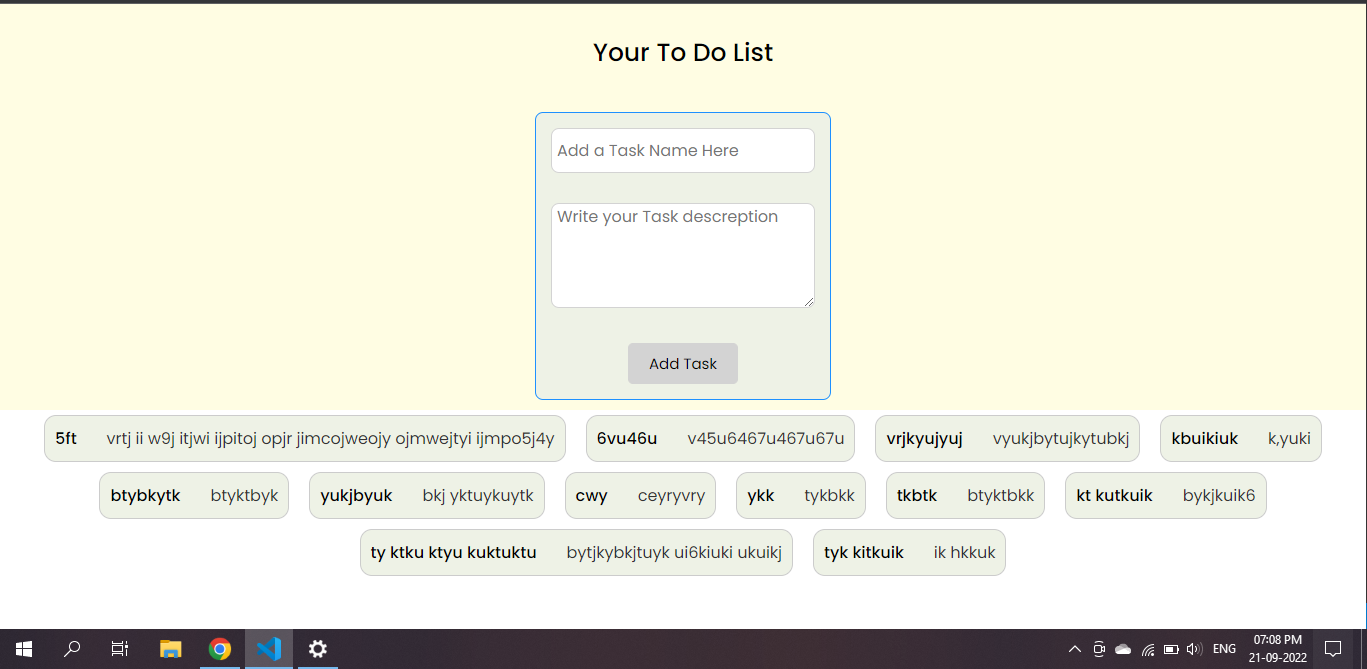 Your To Do List
Add a Task Name Here
Write your Task descreption
Add Task
5ft vrtj ii w9j itjwi ijpitoj opjr jimcojweojy ojmwejtyi ijmpo5j4y 6vu46u v45u6467u467u67u vrjkyujyuj vyukjbytujkytubkj kbuikiuk k,yuki
btybkytk btyktbyk yukjbyuk bkj yktuykuytk cwy ceyryvry ykk tykbkk tkbtk btyktbkk kt kutkuik bykjkuik6
ty ktku ktyu kuktuktu bytjkybkjtuyk ui6kiuki ukuikj tyk kitkuik ik hkkuk
ENG 07:08 PM
21-09-2022